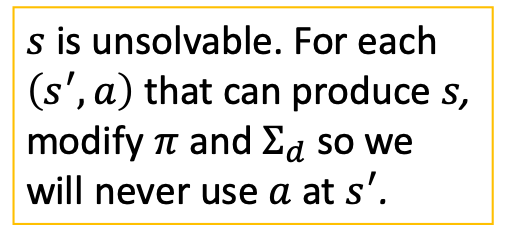 s is unsolvable. For each
(s′, a) that can produce s,
modify π and Σd so we
will never use a at s′.